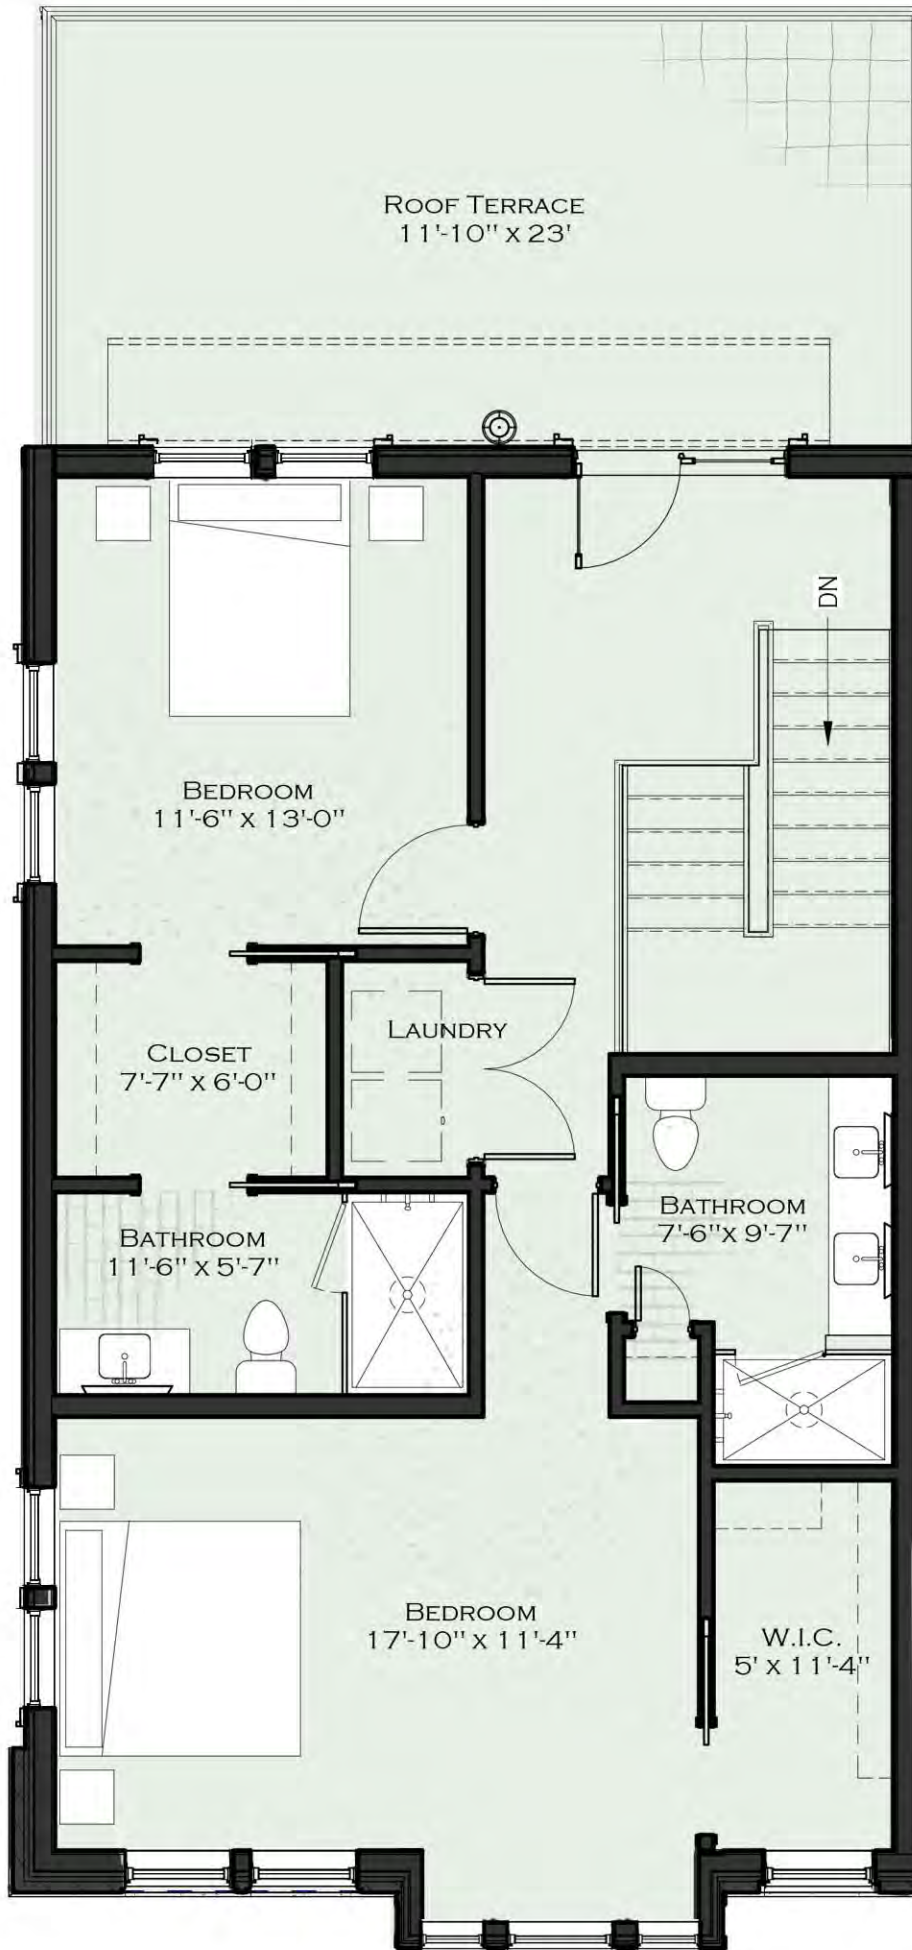 ROOF TERRACE
11'-10" X 23'
DN
BEDROOM
11'-6" X 13'-0"
LAUNDRY
CLOSET
7'-7" X 6'-0"
BATHROOM
7'-6"X 9'-7"
BATHROOM
11'-6" X 5'-7"
BEDROOM
17'-10" X 11'-4"
W.I.C.
5' X 11'-4"